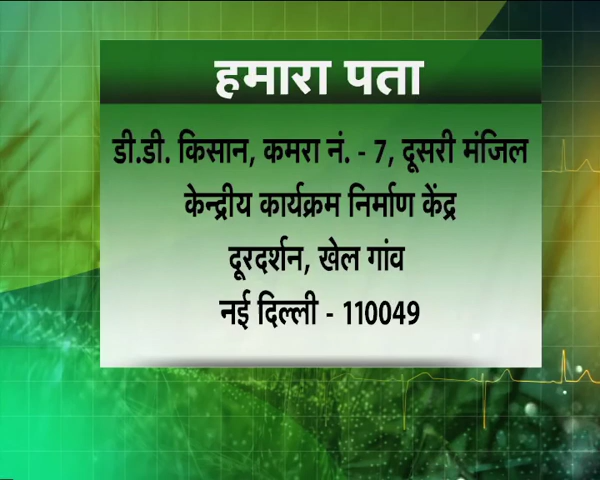 हमारा पता
डी.डी. किसान, कमरा नं. - 7, दूसरी मंजिल
केन्द्रीय कार्यक्रम निर्माण केंद्र
दूरदर्शन, खेल गांव
नई दिल्ली - 110049